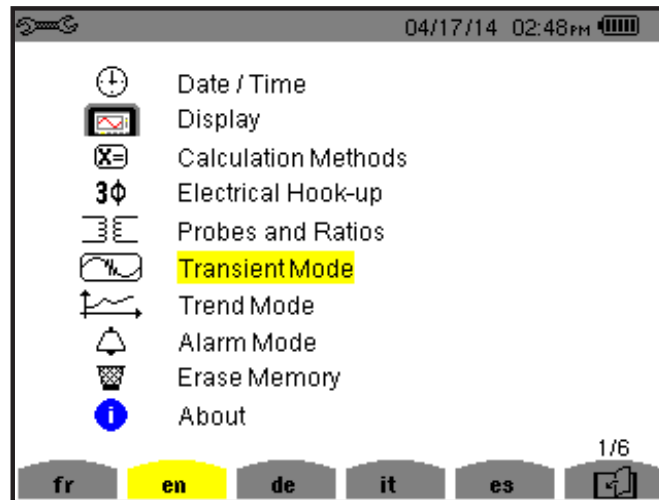 04/17/14 02:48PM
Date / Time
Display
X= Calculation Methods
3Φ Electrical Hook-up
Probes and Ratios
Transient Mode
Trend Mode
Alarm Mode
Erase Memory
i About
1/6
fr en de it es